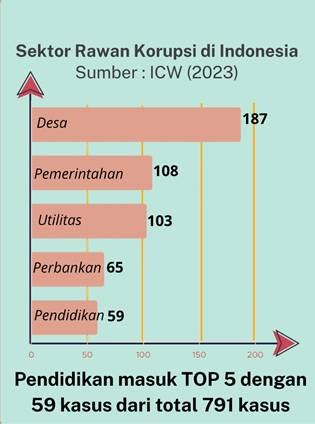 Sektor Rawan Korupsi di Indonesia
Sumber : ICW (2023)
Desa 187
Pemerintahan 108
Utilitas 103
Perbankan 65
Pendidikan 59
0 50 100 150 200
Pendidikan masuk TOP 5 dengan
59 kasus dari total 791 kasus